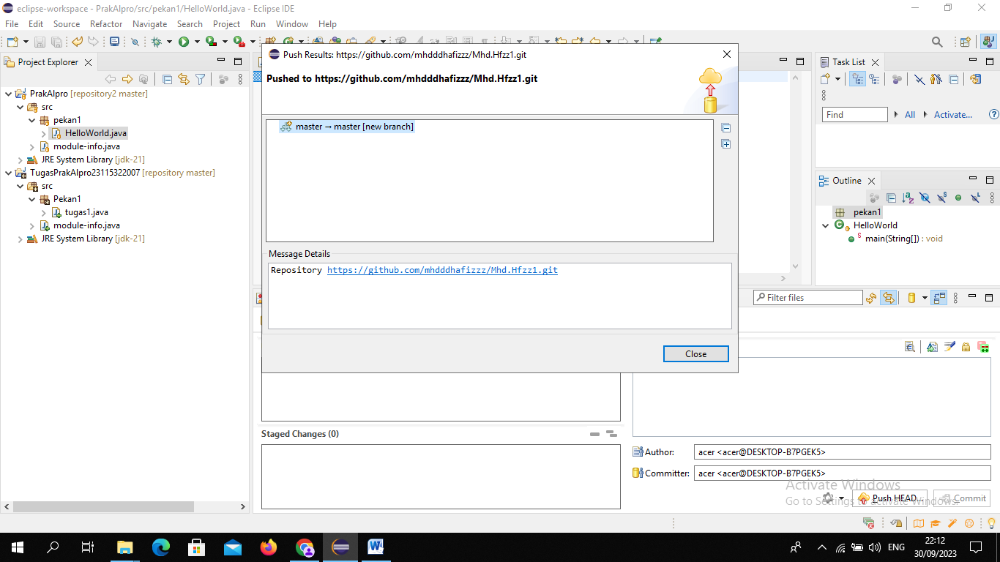 eclipse-workspace - PrakAlpro/src/pekan1/HelloWorld.java - Eclipse IDE
File Edit Source Refactor Navigate Search Project Run Window Help
Project Explorer
PrakAlpro [repository2 master]
src
pekan1
HelloWorld.java
module-info.java
JRE System Library [jdk-21]
TugasPrakAlpro23115322007 [repository master]
src
Pekan1
tugas1.java
module-info.java
JRE System Library [jdk-21]
Push Results: https://github.com/mhdddhafizzz/Mhd.Hfzz1.git
Pushed to https://github.com/mhdddhafizzz/Mhd.Hfzz1.git
master → master [new branch]
Message Details
Repository https://github.com/mhdddhafizzz/Mhd.Hfzz1.git
Close
Task List
Find All Activate...
Outline
pekan1
HelloWorld
main(String[]) : void
Filter files
Staged Changes (0)
Author: acer <acer@DESKTOP-B7PGEK5>
Committer: acer <acer@DESKTOP-B7PGEK5>
Activate Windows
Go to Settings to activate Windows.
Push HEAD... Commit
ENG
22:12
30/09/2023